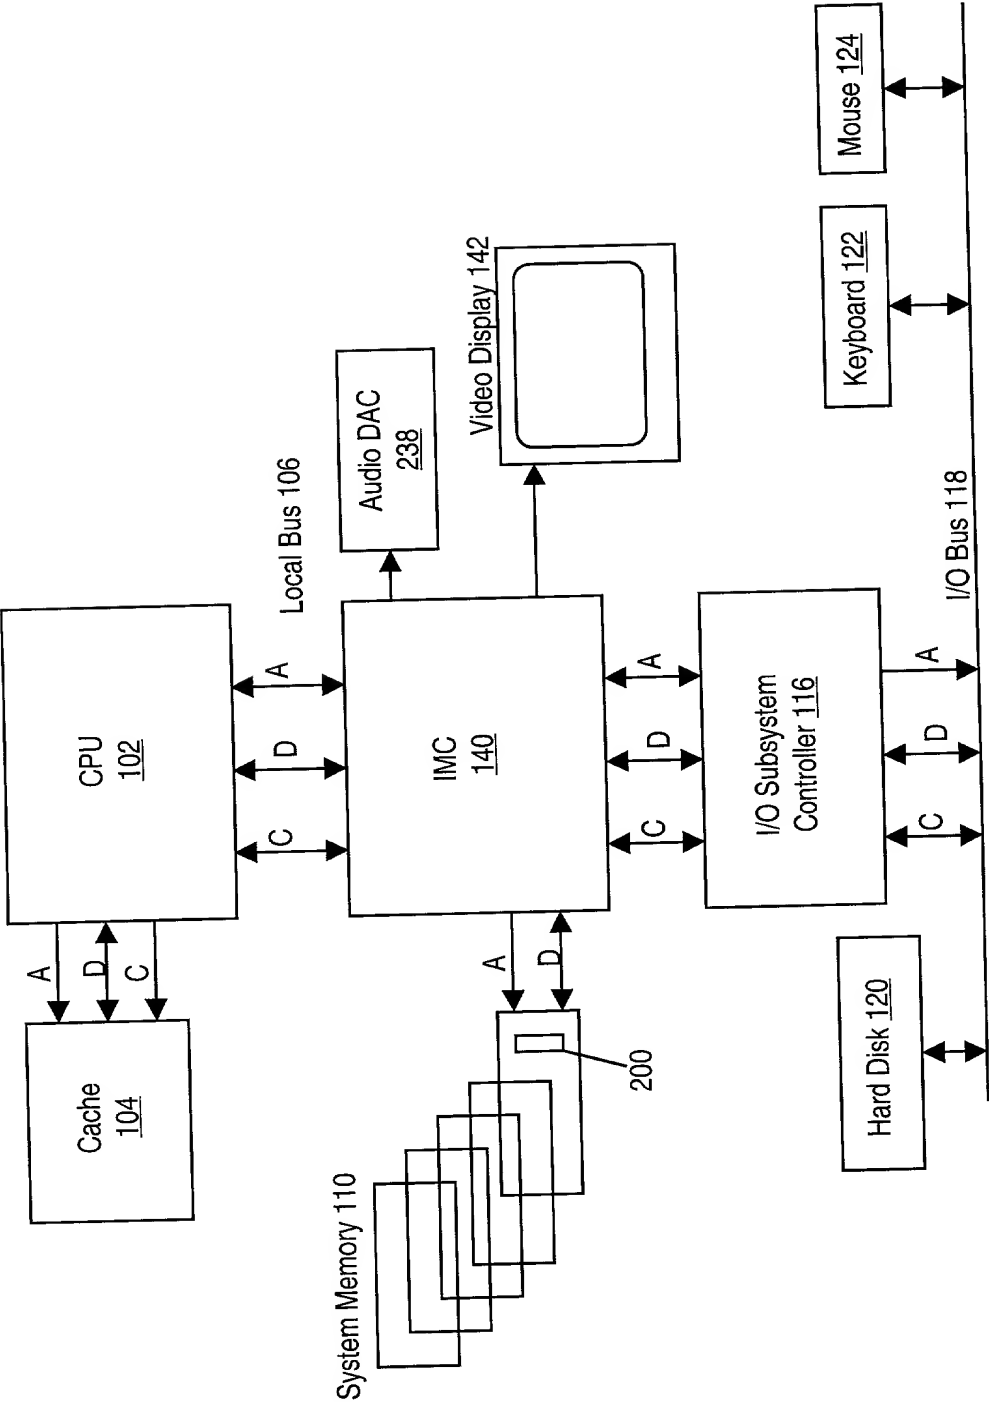 Cache
104
A
D
C
CPU
102
C
D
A
Local Bus 106
System Memory 110
200
A
D
IMC
140
Audio DAC
238
Video Display 142
C
D
A
I/O Subsystem
Controller 116
C
D
A
I/O Bus 118
Hard Disk 120
Keyboard 122
Mouse 124